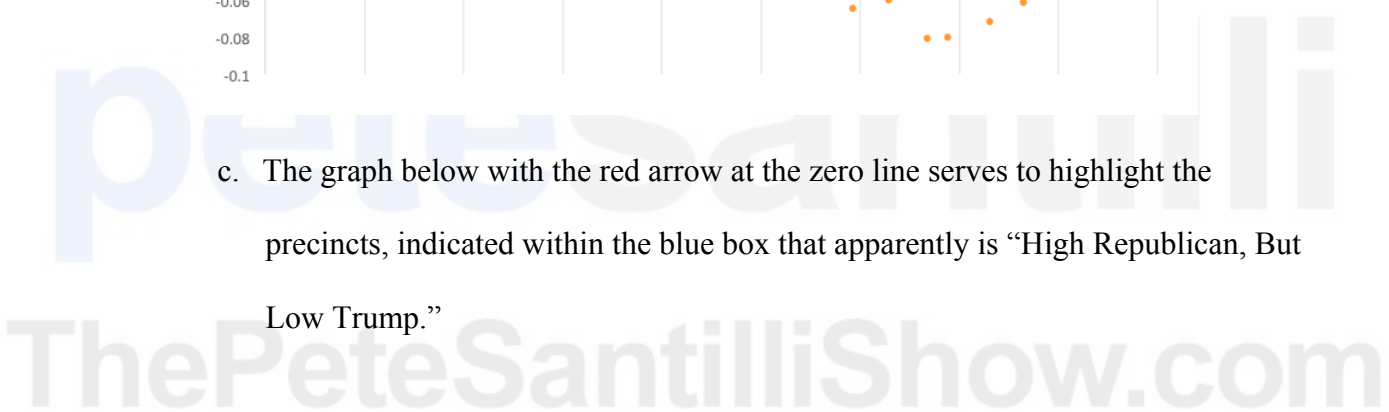 -0.06
-0.08
-0.1
petesantilli
c. The graph below with the red arrow at the zero line serves to highlight the
precincts, indicated within the blue box that apparently is “High Republican, But
Low Trump.”
ThePeteSantilliShow.com